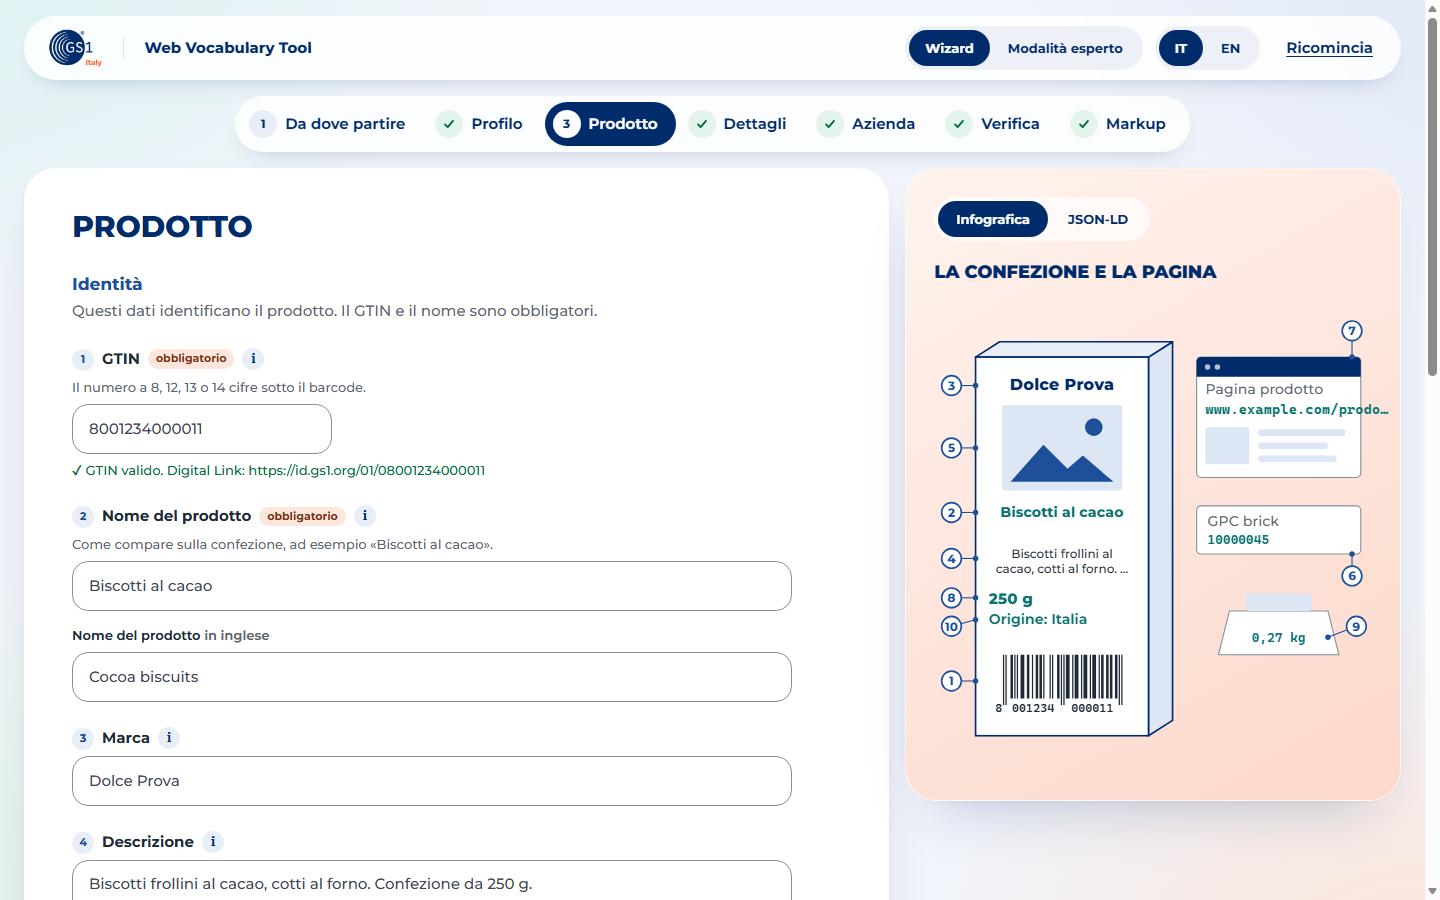 GS1 Italy
Web Vocabulary Tool
Wizard
Modalità esperto
IT
EN
Ricomincia
1 Da dove partire
Profilo
3 Prodotto
Dettagli
Azienda
Verifica
Markup
PRODOTTO
Identità
Questi dati identificano il prodotto. Il GTIN e il nome sono obbligatori.
1 GTIN obbligatorio i
Il numero a 8, 12, 13 o 14 cifre sotto il barcode.
8001234000011
✓ GTIN valido. Digital Link: https://id.gs1.org/01/08001234000011
2 Nome del prodotto obbligatorio i
Come compare sulla confezione, ad esempio «Biscotti al cacao».
Biscotti al cacao
Nome del prodotto in inglese
Cocoa biscuits
3 Marca i
Dolce Prova
4 Descrizione i
Biscotti frollini al cacao, cotti al forno. Confezione da 250 g.
Infografica
JSON-LD
LA CONFEZIONE E LA PAGINA
3
Dolce Prova
5
2
Biscotti al cacao
4
Biscotti frollini al
cacao, cotti al forno. ...
8
250 g
10
Origine: Italia
1
8 001234 000011
7
Pagina prodotto
www.example.com/prodo…
GPC brick
10000045
6
0,27 kg
9